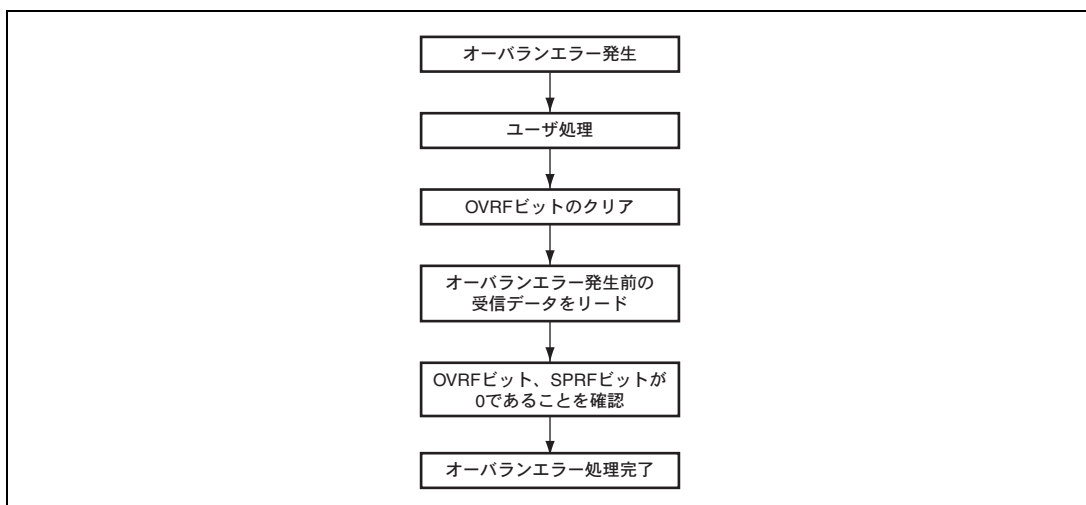 オーバランエラー発生
ユーザ処理
OVRFビットのクリア
オーバランエラー発生前の
受信データをリード
OVRFビット、SPRFビットが
0であることを確認
オーバランエラー処理完了